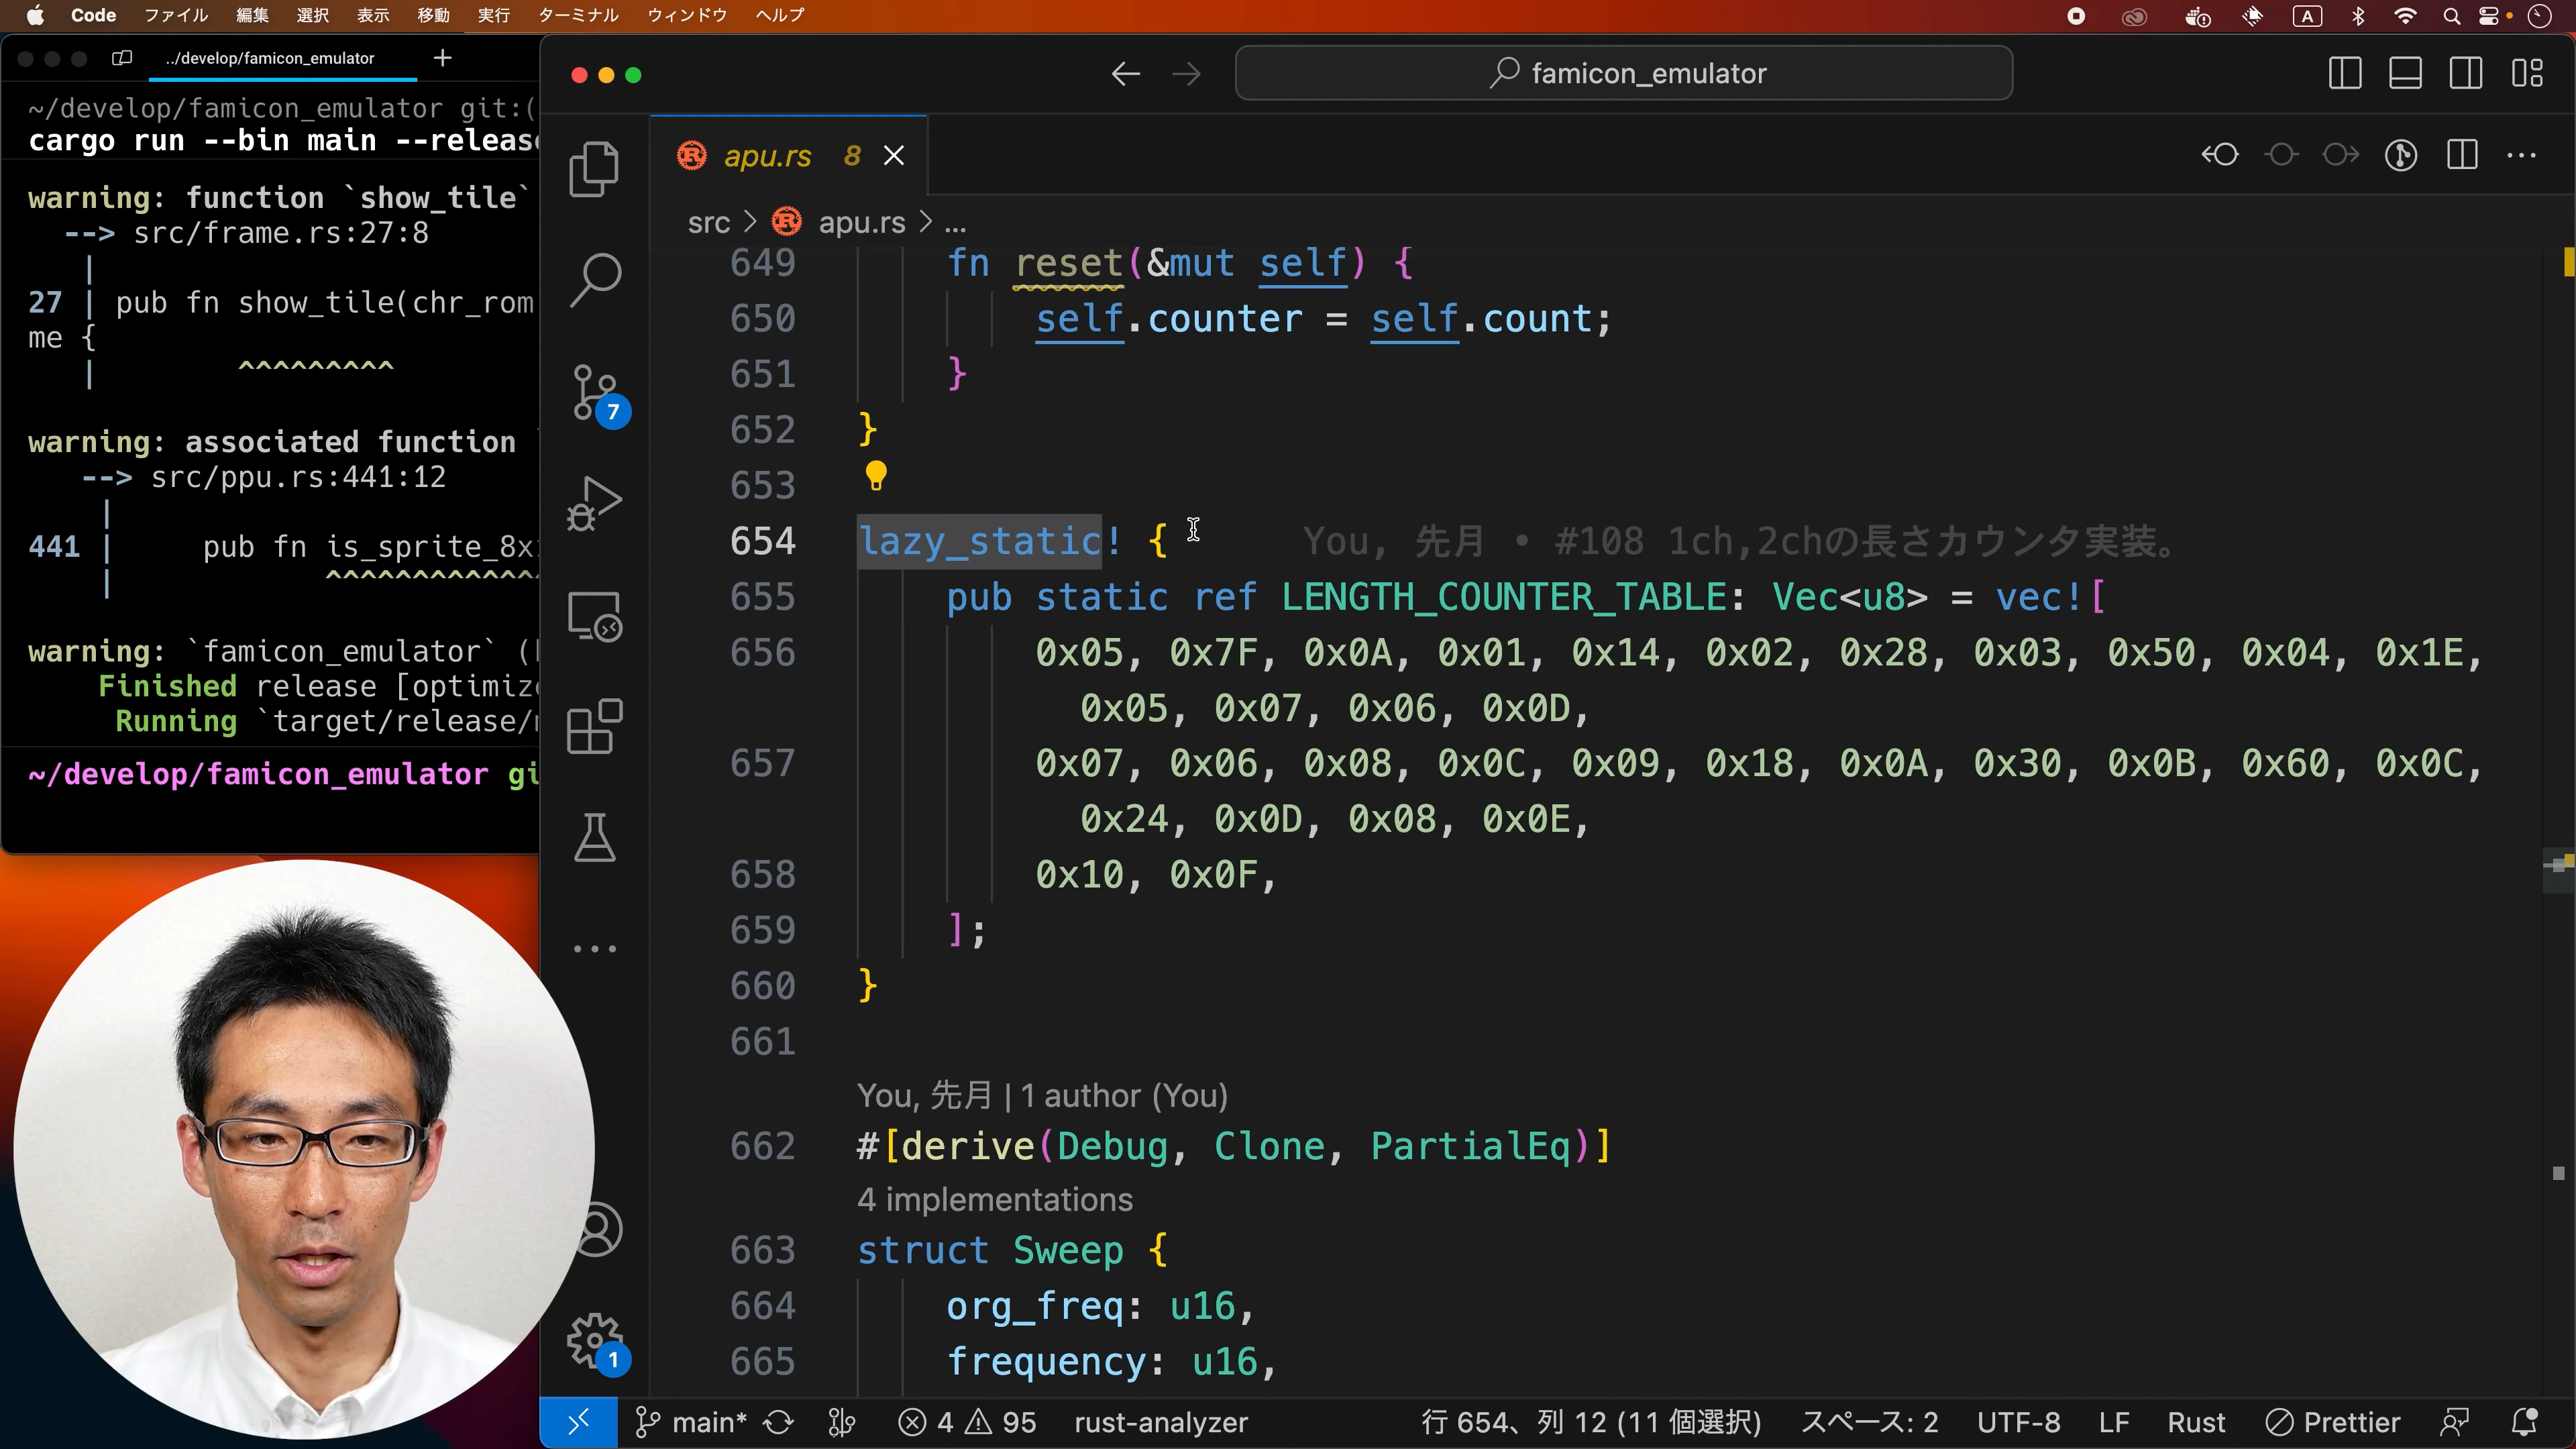 Code ファイル 編集 選択 表示 移動 実行 ターミナル ウィンドウ ヘルプ A
../develop/famicon_emulator
~/develop/famicon_emulator git:(
cargo run --bin main --release
warning: function `show_tile`
--> src/frame.rs:27:8
|
27 | pub fn show_tile(chr_rom
me {
| ^^^^^^^^^
warning: associated function `
--> src/ppu.rs:441:12
|
441 | pub fn is_sprite_8x
| ^^^^^^^^^^^^
warning: `famicon_emulator` (
Finished release [optimize
Running `target/release/
~/develop/famicon_emulator gi
famicon_emulator
apu.rs 8
src > apu.rs > ...
649 fn reset(&mut self) {
650 self.counter = self.count;
651 }
652 }
653
654 lazy_static! { You, 先月 • #108 1ch,2chの長さカウンタ実装。
655 pub static ref LENGTH_COUNTER_TABLE: Vec<u8> = vec![
656 0x05, 0x7F, 0x0A, 0x01, 0x14, 0x02, 0x28, 0x03, 0x50, 0x04, 0x1E,
0x05, 0x07, 0x06, 0x0D,
657 0x07, 0x06, 0x08, 0x0C, 0x09, 0x18, 0x0A, 0x30, 0x0B, 0x60, 0x0C,
0x24, 0x0D, 0x08, 0x0E,
658 0x10, 0x0F,
659 ];
660 }
661
You, 先月 | 1 author (You)
662 #[derive(Debug, Clone, PartialEq)]
4 implementations
663 struct Sweep {
664 org_freq: u16,
665 frequency: u16,
7
1
main* 4 95 rust-analyzer 行 654、列 12 (11 個選択) スペース: 2 UTF-8 LF Rust Prettier